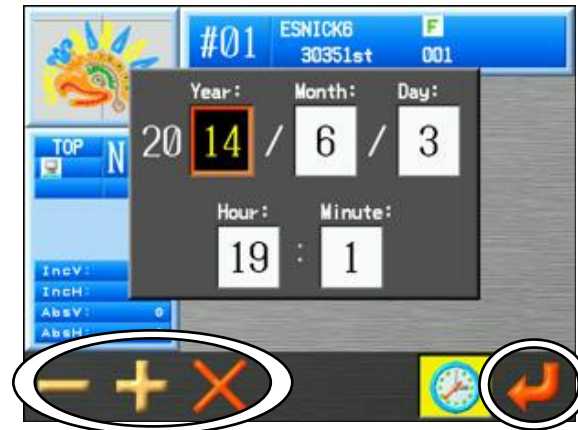 #01 ESNICK6 F
30351st 001
Year: Month: Day:
20 14 / 6 / 3
TOP N
Hour: Minute:
19 : 1
IncV:
IncH:
AbsV: 0
AbsH: